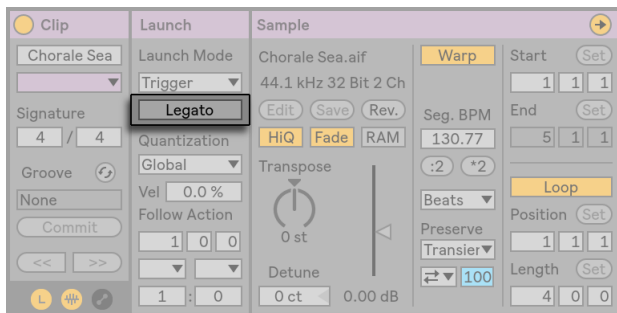 Clip
Chorale Sea
Signature
4 / 4
Groove
None
Commit
<< >>
L
Launch
Launch Mode
Trigger
Legato
Quantization
Global
Vel 0.0 %
Follow Action
1 0 0
1 : 0
Sample
Chorale Sea.aif
44.1 kHz 32 Bit 2 Ch
Edit Save Rev.
HiQ Fade RAM
Transpose
0 st
Detune
0 ct 0.00 dB
Warp
Seg. BPM
130.77
:2 *2
Beats
Preserve
Transier
100
Start Set
1 1 1
End Set
5 1 1
Loop
Position Set
1 1 1
Length Set
4 0 0